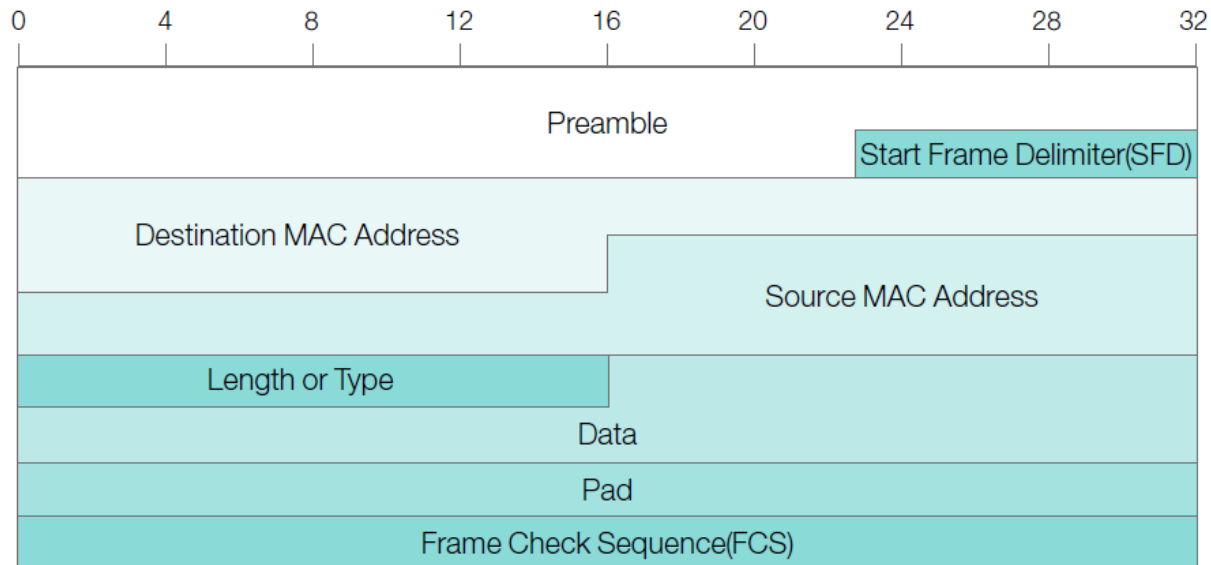 0 4 8 12 16 20 24 28 32
Preamble
Start Frame Delimiter(SFD)
Destination MAC Address
Source MAC Address
Length or Type
Data
Pad
Frame Check Sequence(FCS)